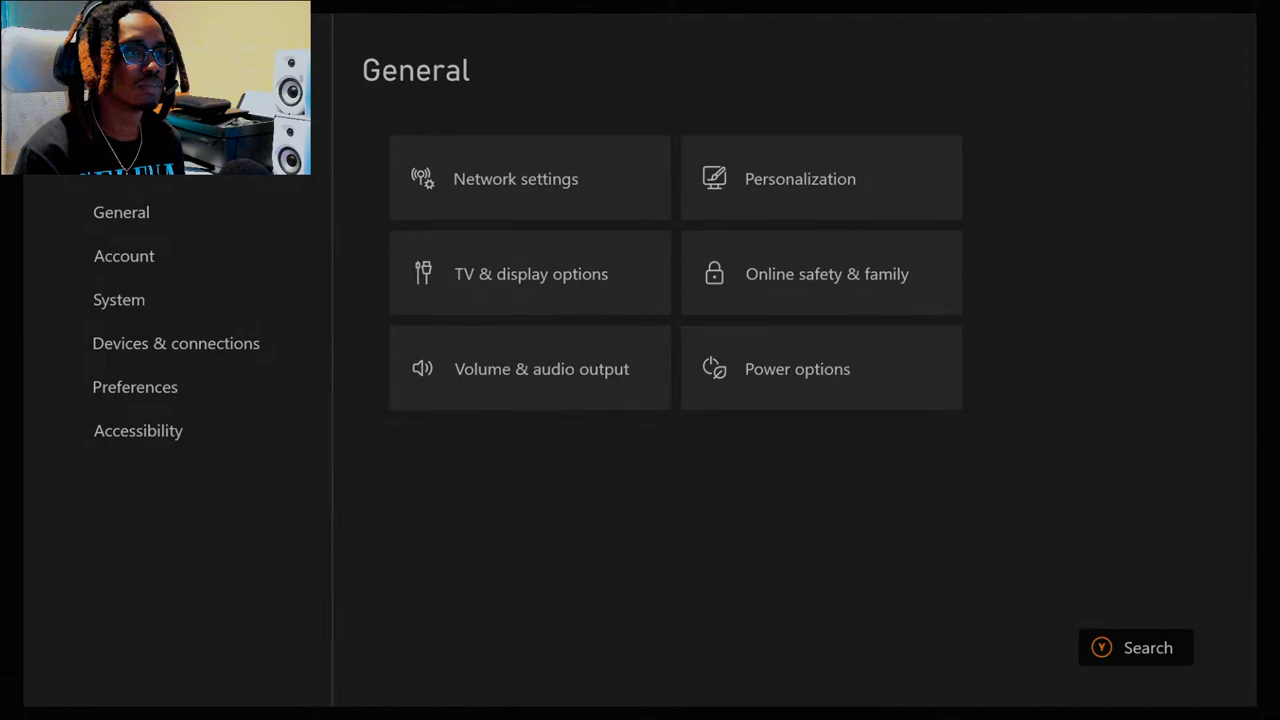 General
Network settings
Personalization
TV & display options
Online safety & family
Volume & audio output
Power options
General
Account
System
Devices & connections
Preferences
Accessibility
Y Search